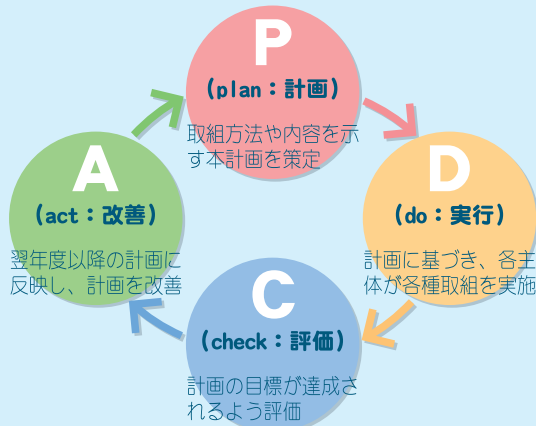 P
(plan：計画)
取組方法や内容を示
す本計画を策定
D
(do：実行)
計画に基づき、各主
体が各種取組を実施
C
(check：評価)
計画の目標が達成さ
れるよう評価
A
(act：改善)
翌年度以降の計画に
反映し、計画を改善